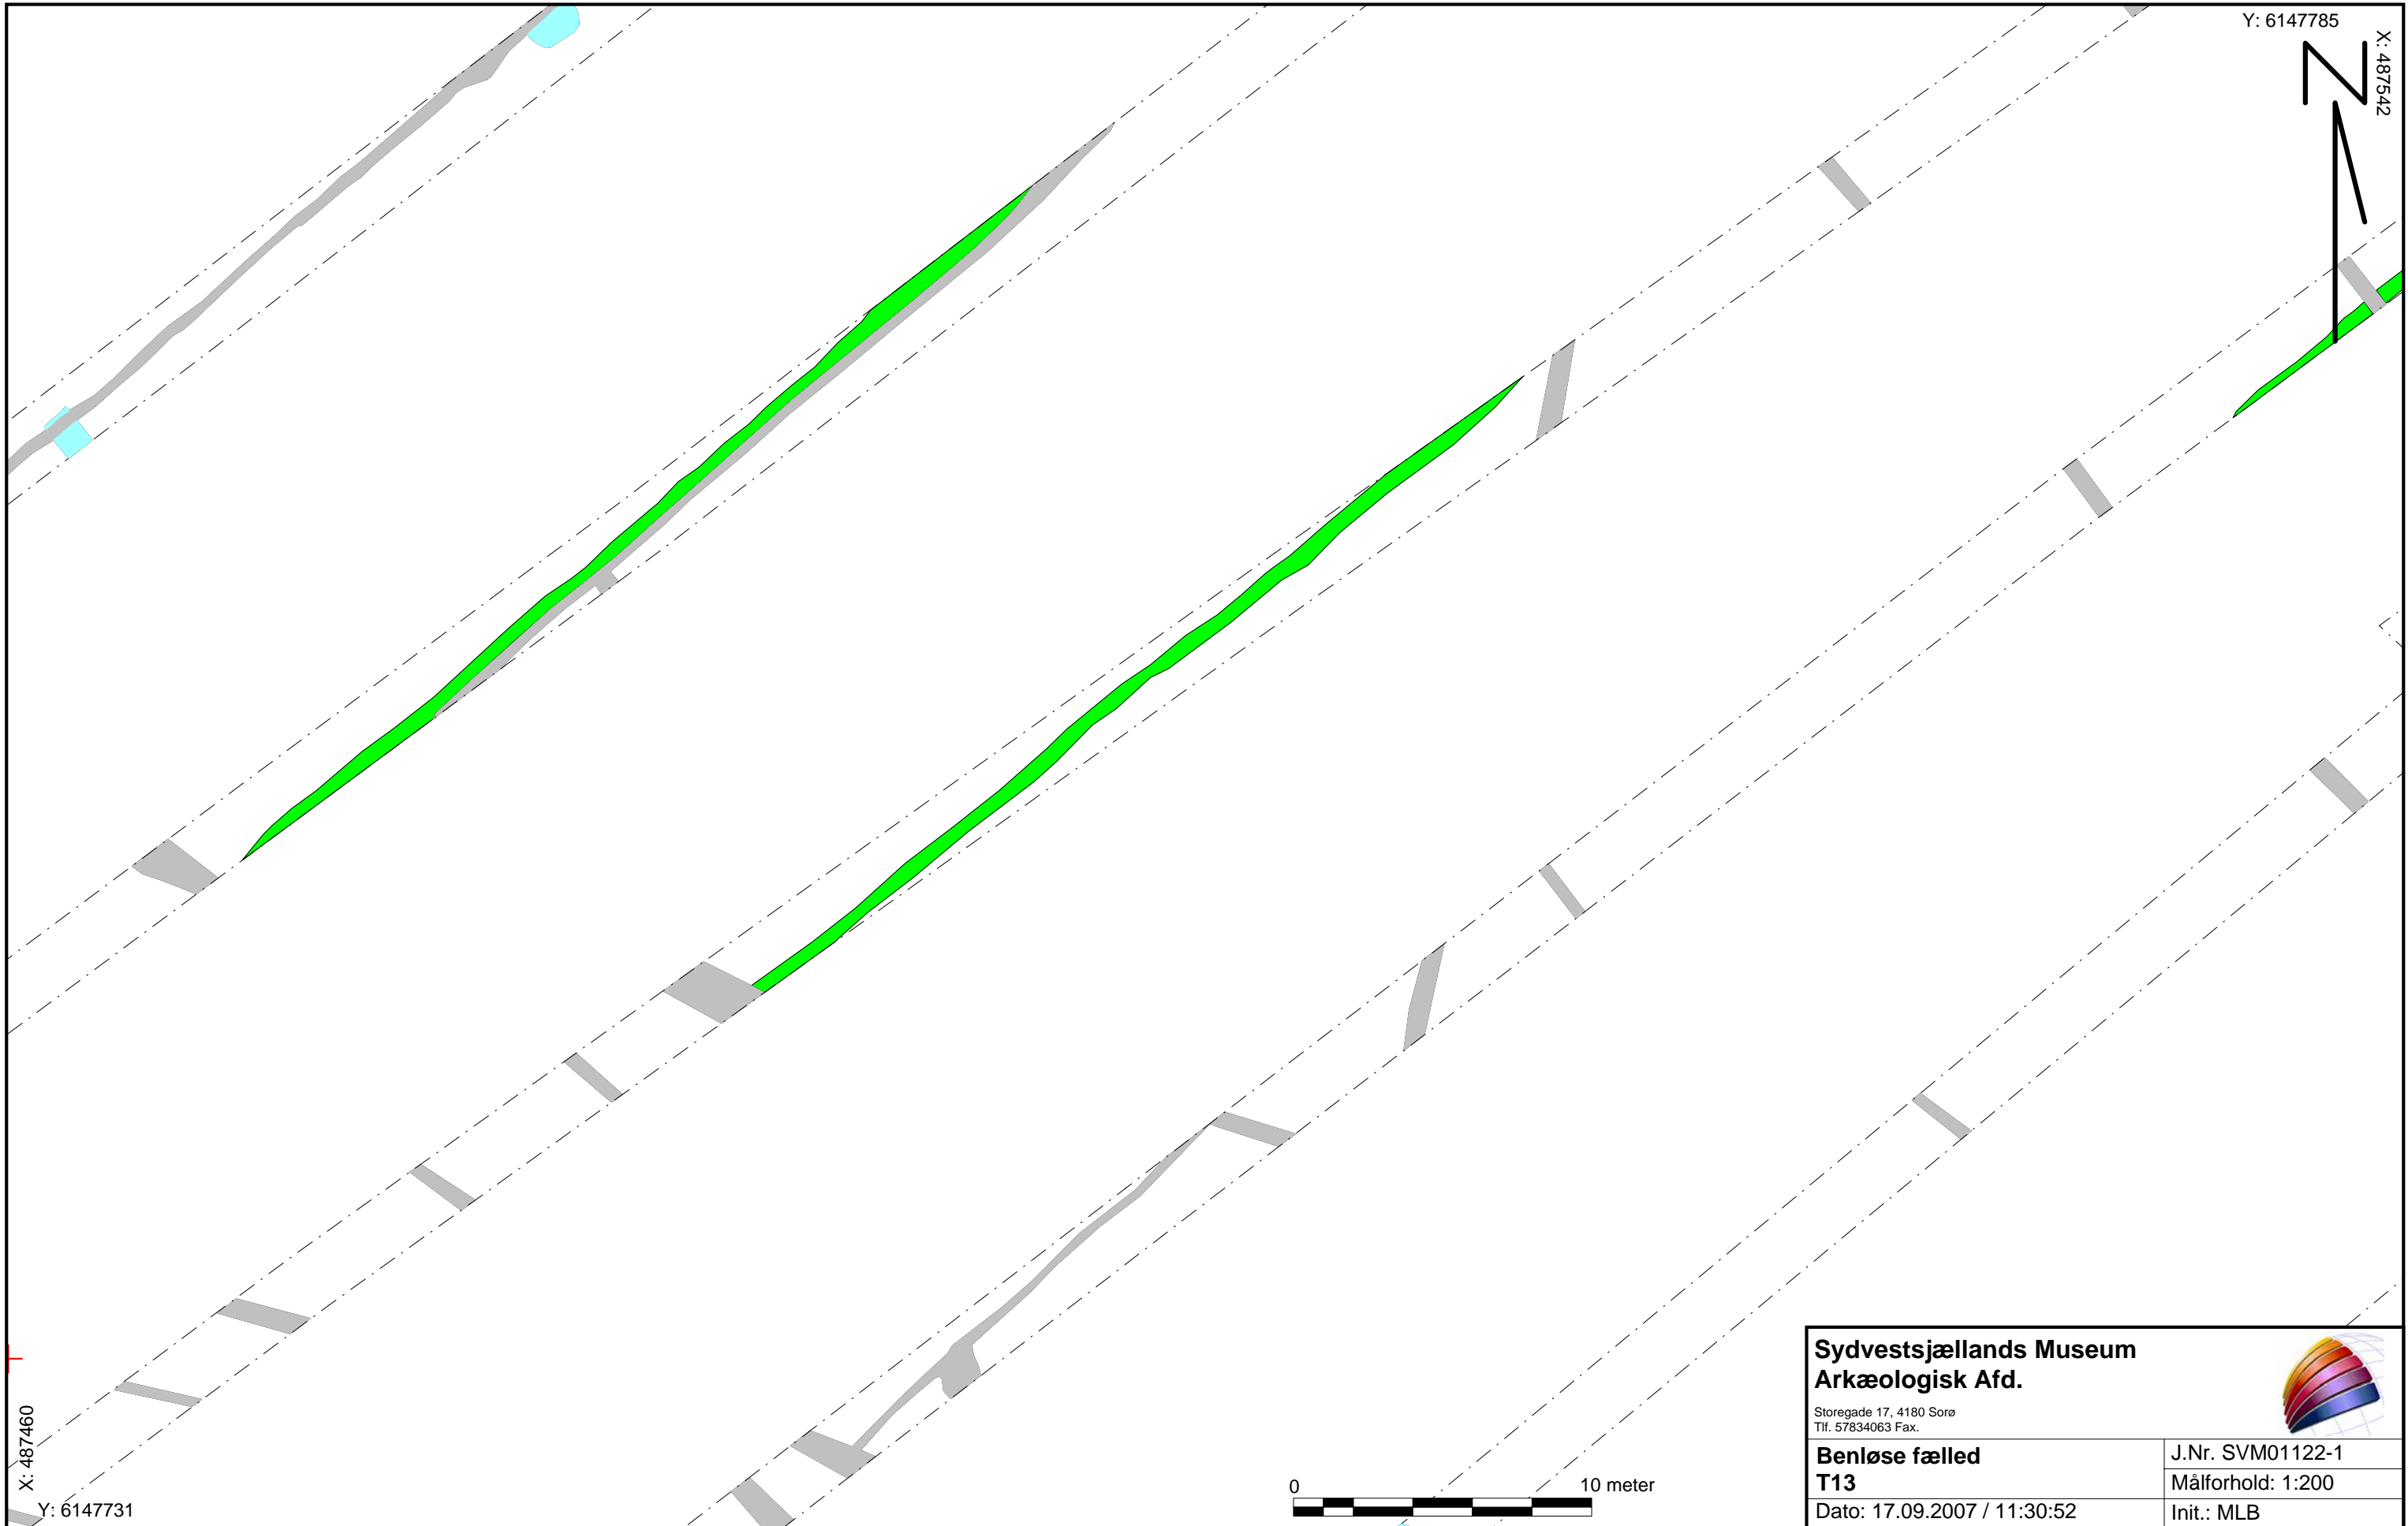 Y: 6147785
X: 487542
X: 487460
Y: 6147731
0
10 meter
Sydvestsjællands Museum
Arkæologisk Afd.
Storegade 17, 4180 Sorø
Tlf. 57834063 Fax.
Benløse fælled
T13
J.Nr. SVM01122-1
Målforhold: 1:200
Dato: 17.09.2007 / 11:30:52
Init.: MLB